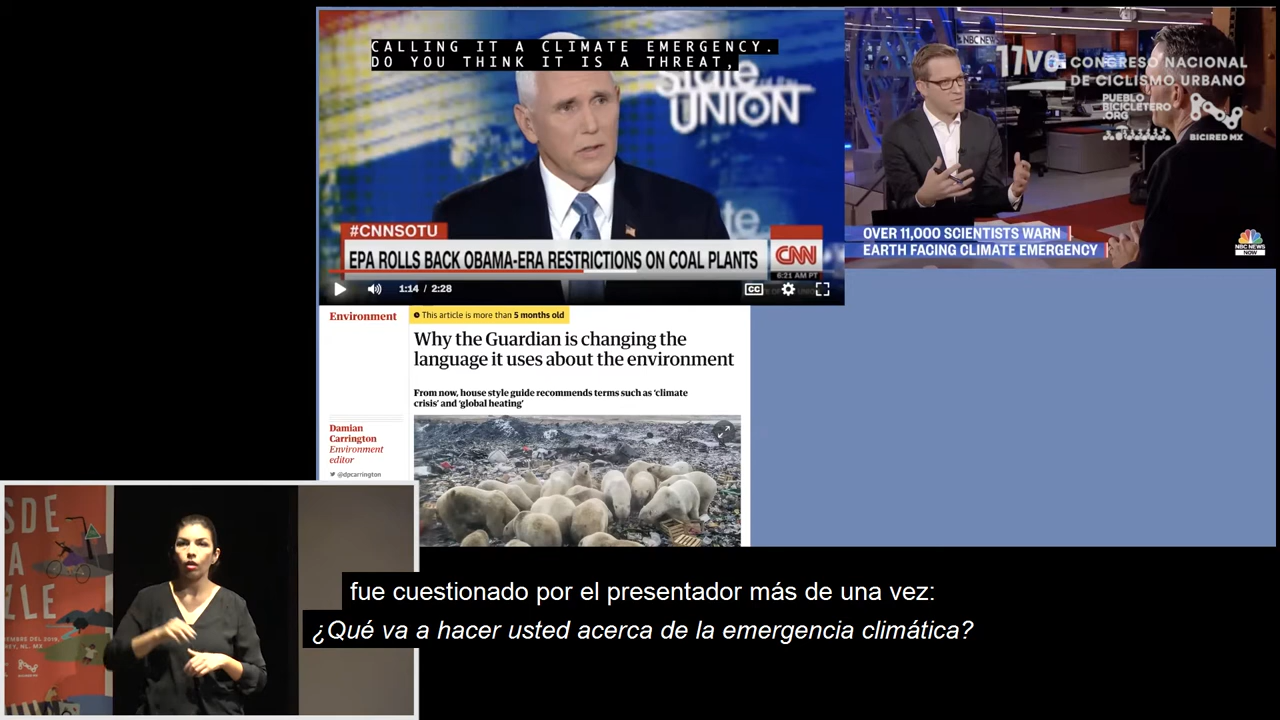 CALLING IT A CLIMATE EMERGENCY.
DO YOU THINK IT IS A THREAT,
State of the
UNION
#CNNSOTU
EPA ROLLS BACK OBAMA-ERA RESTRICTIONS ON COAL PLANTS
CNN
6:21 AM PT
1:14 / 2:28
CC
NBC NEWS
11vo
CONGRESO NACIONAL
DE CICLISMO URBANO
PUEBLO
BICICLETERO
.ORG
BICIRED MX
OVER 11,000 SCIENTISTS WARN
EARTH FACING CLIMATE EMERGENCY
NBC NEWS
NOW
Environment
This article is more than 5 months old
Why the Guardian is changing the
language it uses about the environment
From now, house style guide recommends terms such as ‘climate
crisis’ and ‘global heating’
Damian
Carrington
Environment
editor
@dpcarrington
fue cuestionado por el presentador más de una vez:
¿Qué va a hacer usted acerca de la emergencia climática?